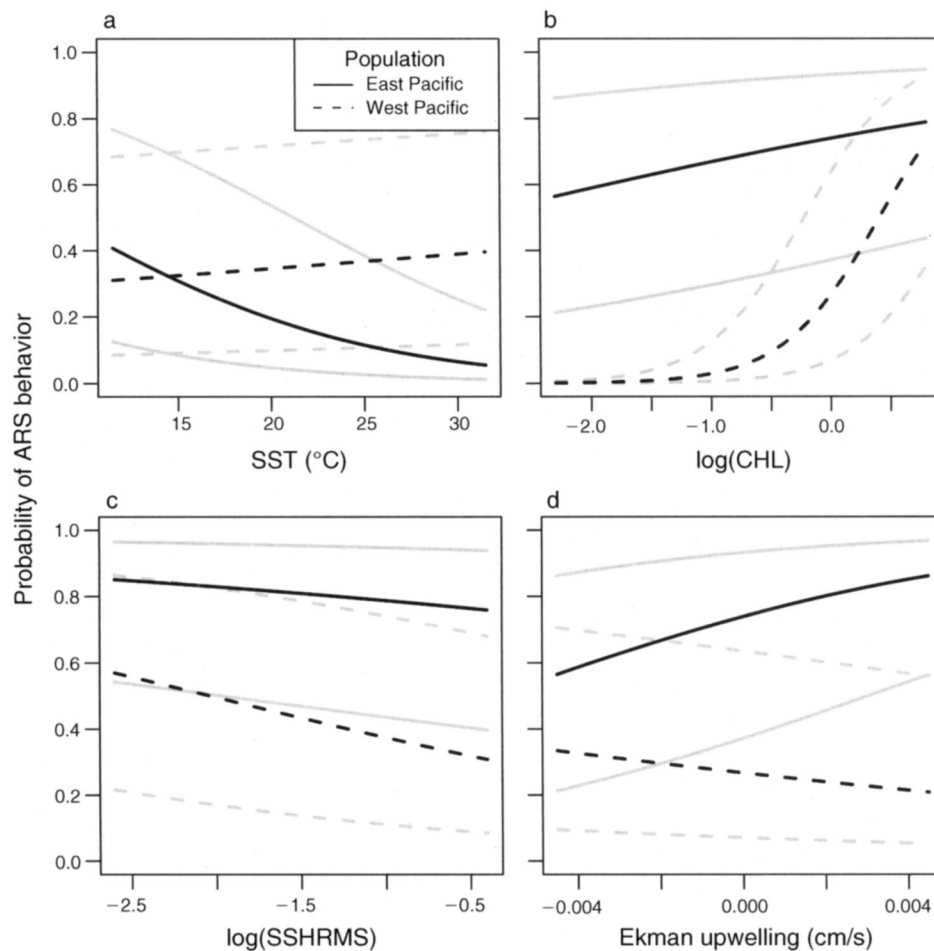 a
b
Population
East Pacific
West Pacific
1.0
0.8
0.6
0.4
0.2
0.0
15 20 25 30
SST (°C)
−2.0 −1.0 0.0
log(CHL)
Probability of ARS behavior
c
d
1.0
0.8
0.6
0.4
0.2
0.0
−2.5 −1.5 −0.5
log(SSHRMS)
−0.004 0.000 0.004
Ekman upwelling (cm/s)